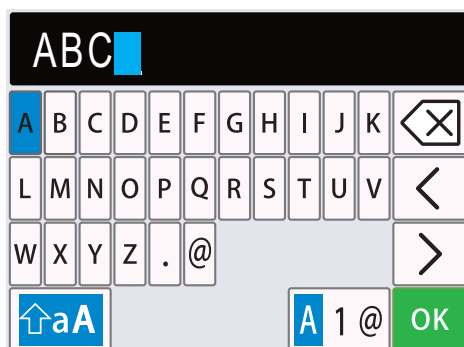 ABC
A B C D E F G H I J K
L M N O P Q R S T U V
W X Y Z . @
aA A 1 @ OK